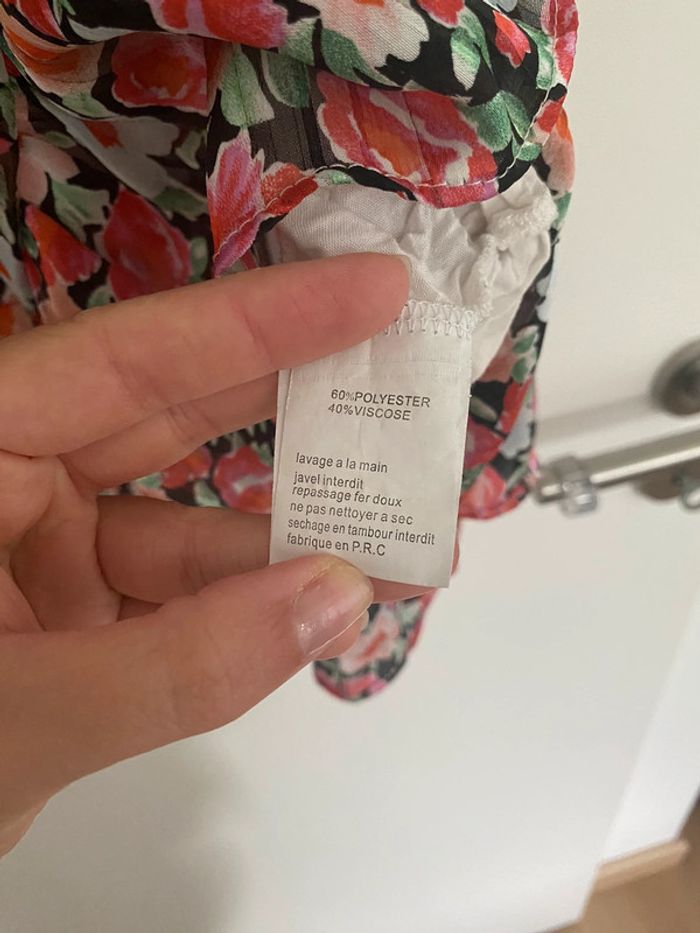 60%POLYESTER
40%VISCOSE
lavage a la main
javel interdit
repassage fer doux
ne pas nettoyer a sec
sechage en tambour interdit
fabrique en P.R.C